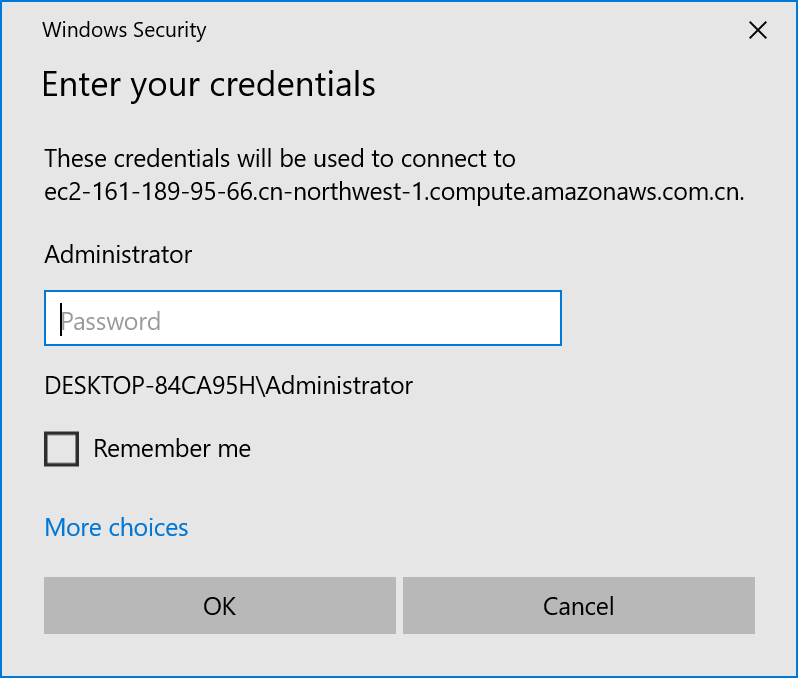 Windows Security
Enter your credentials
These credentials will be used to connect to
ec2-161-189-95-66.cn-northwest-1.compute.amazonaws.com.cn.
Administrator
Password
DESKTOP-84CA95H\Administrator
Remember me
More choices
OK
Cancel